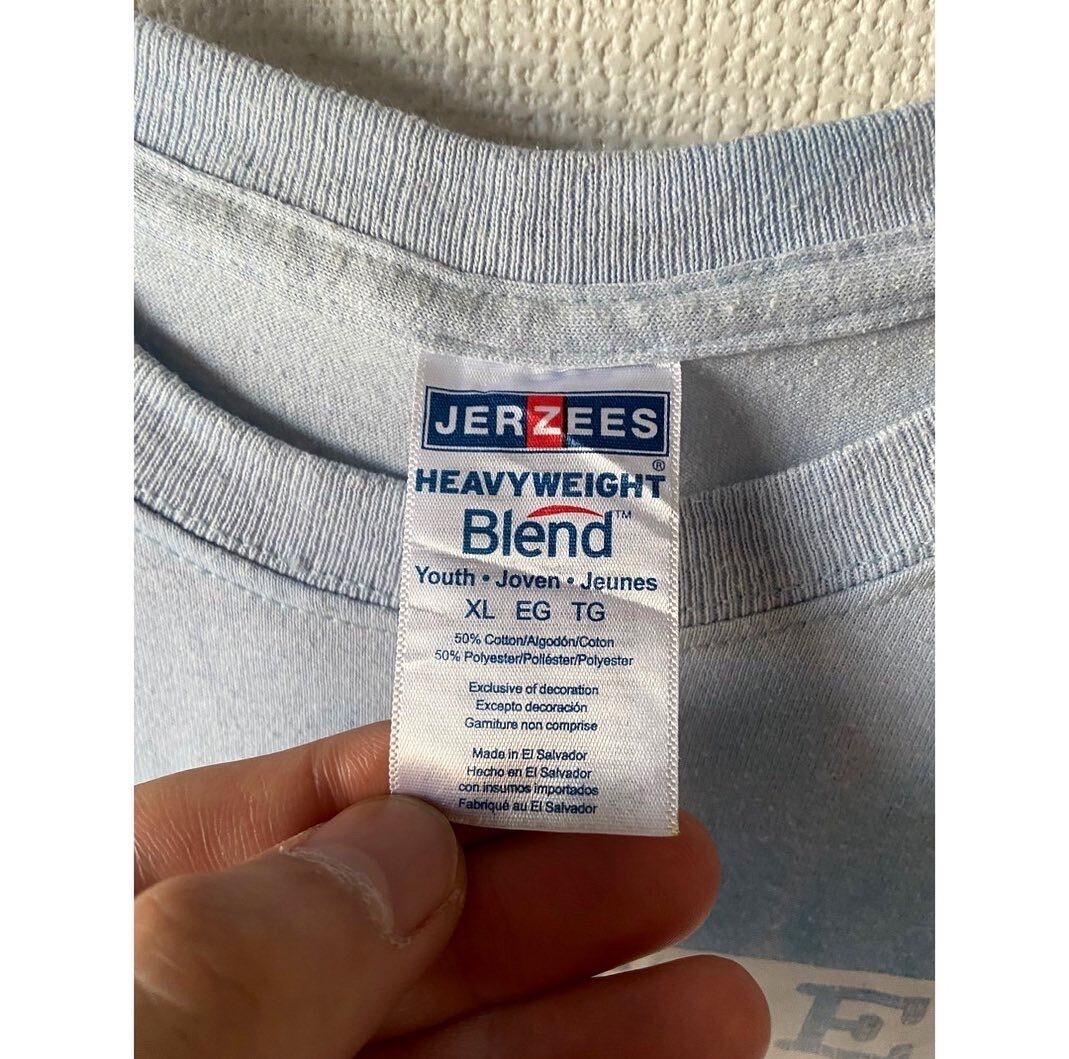 JERZEES
®
HEAVYWEIGHT
Blend™
Youth • Joven • Jeunes
XL EG TG
50% Cotton/Algodón/Coton
50% Polyester/Poliéster/Polyester
Exclusive of decoration
Excepto decoración
Garniture non comprise
Made in El Salvador
Hecho en El Salvador
con insumos importados
Fabriqué au El Salvador
E